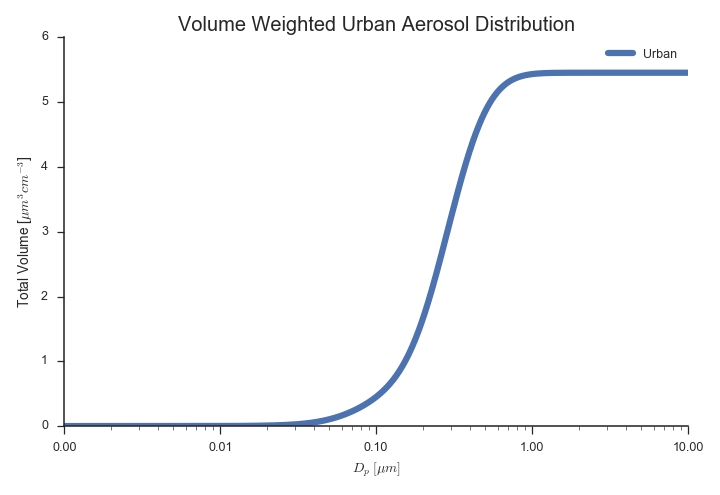 Volume Weighted Urban Aerosol Distribution
Urban
6
5
4
3
2
1
0
Total Volume [μm³cm⁻³]
0.00 0.01 0.10 1.00 10.00
Dₚ [μm]